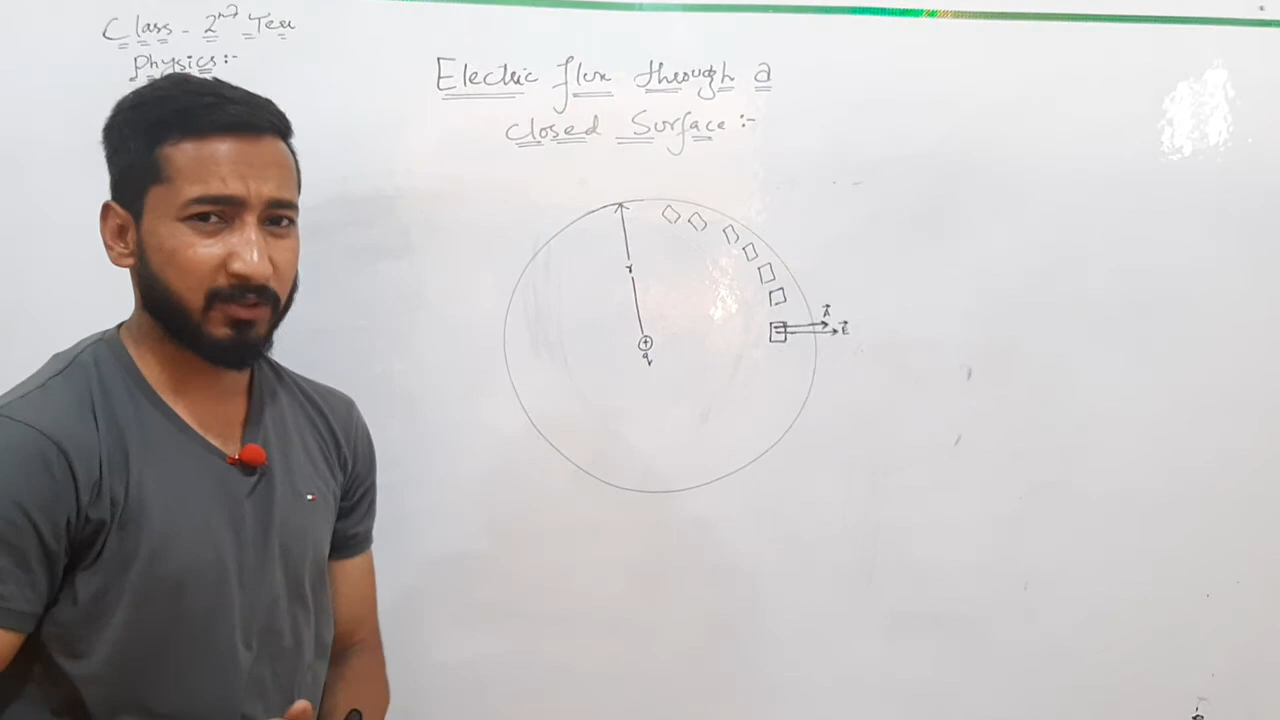 Class - 2nd Year
Physics:-
Electric flux through a
closed Surface:-
r
A
E
+
q